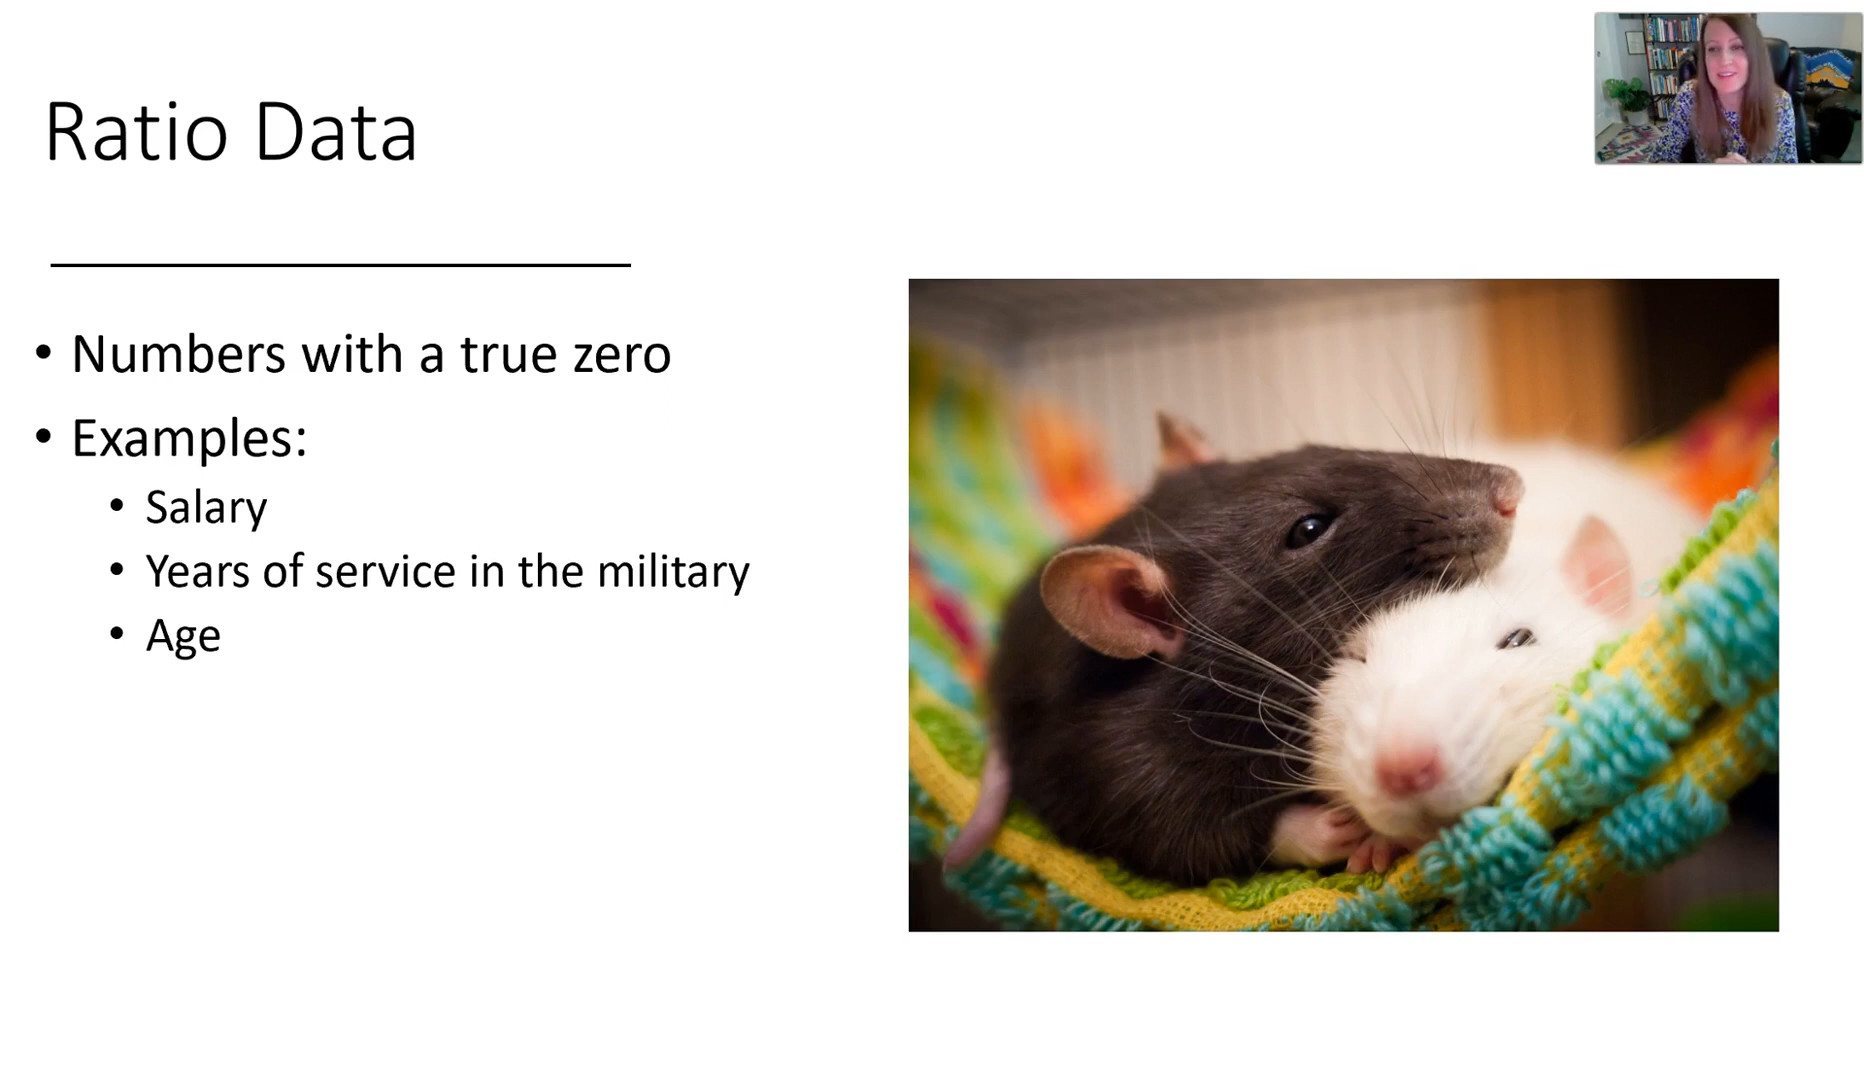 Ratio Data
• Numbers with a true zero
• Examples:
• Salary
• Years of service in the military
• Age